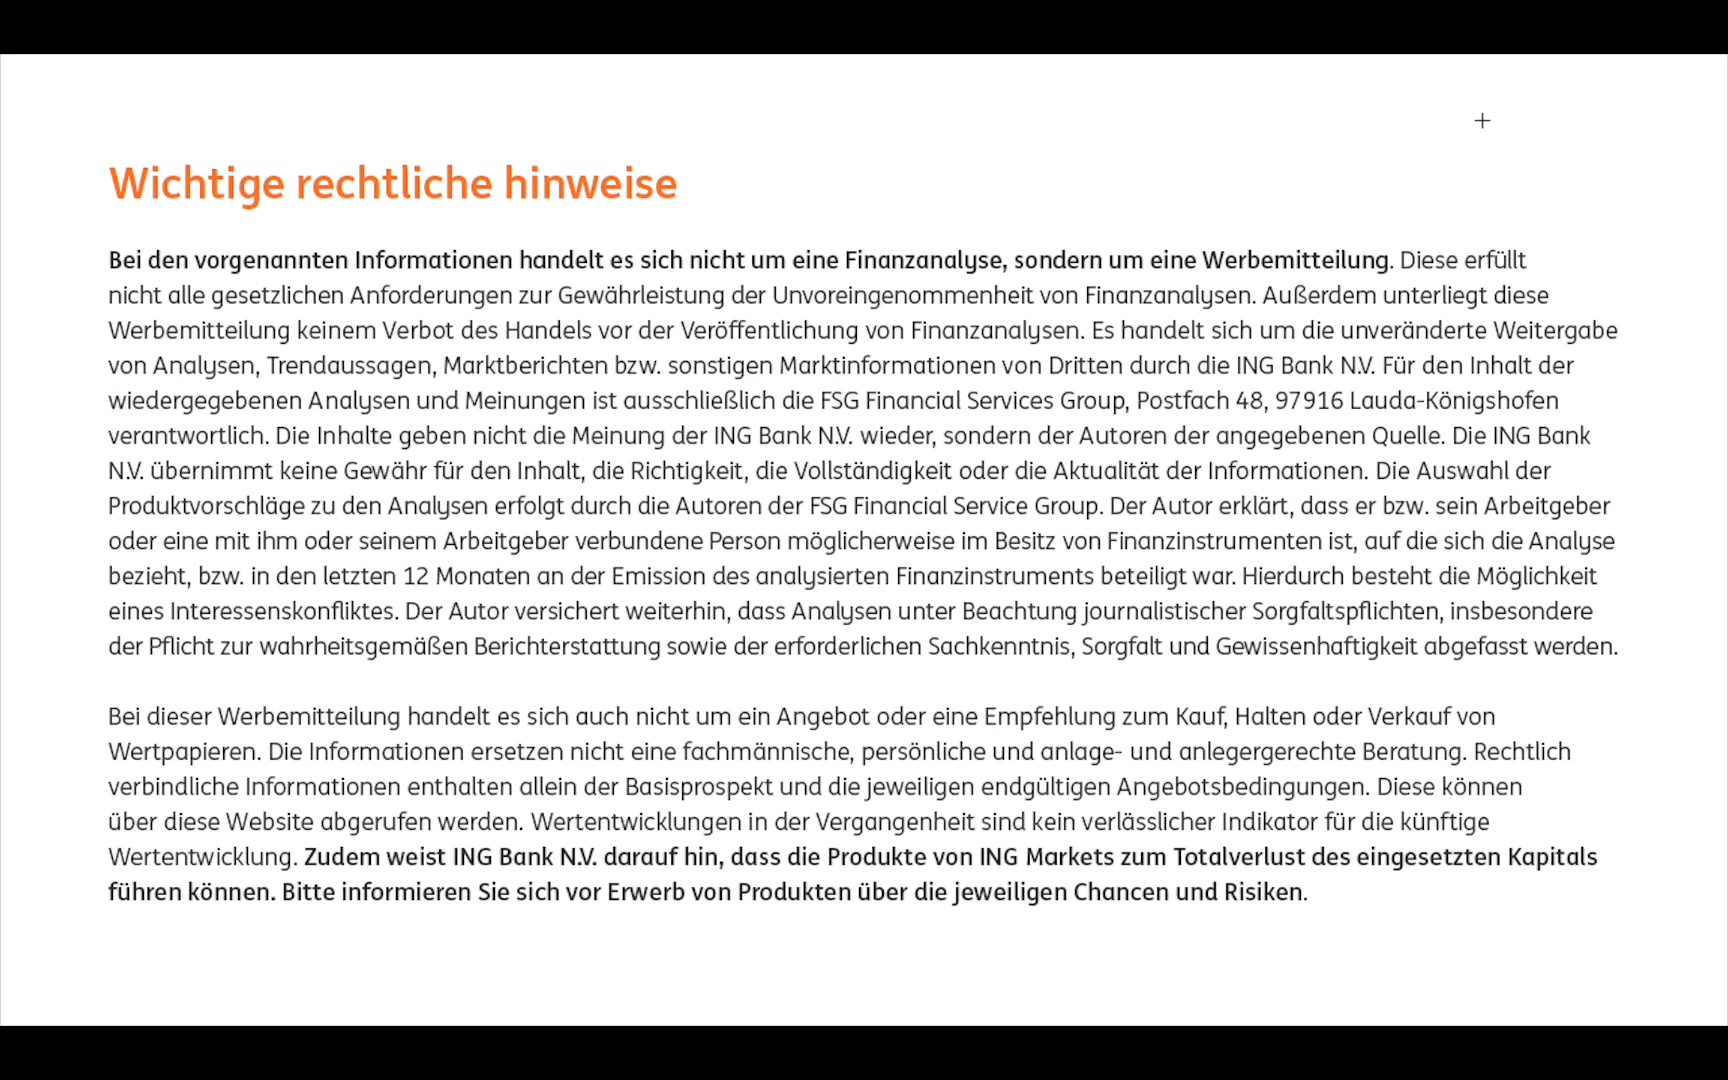 Wichtige rechtliche hinweise
Bei den vorgenannten Informationen handelt es sich nicht um eine Finanzanalyse, sondern um eine Werbemitteilung. Diese erfüllt
nicht alle gesetzlichen Anforderungen zur Gewährleistung der Unvoreingenommenheit von Finanzanalysen. Außerdem unterliegt diese
Werbemitteilung keinem Verbot des Handels vor der Veröffentlichung von Finanzanalysen. Es handelt sich um die unveränderte Weitergabe
von Analysen, Trendaussagen, Marktberichten bzw. sonstigen Marktinformationen von Dritten durch die ING Bank N.V. Für den Inhalt der
wiedergegebenen Analysen und Meinungen ist ausschließlich die FSG Financial Services Group, Postfach 48, 97916 Lauda-Königshofen
verantwortlich. Die Inhalte geben nicht die Meinung der ING Bank N.V. wieder, sondern der Autoren der angegebenen Quelle. Die ING Bank
N.V. übernimmt keine Gewähr für den Inhalt, die Richtigkeit, die Vollständigkeit oder die Aktualität der Informationen. Die Auswahl der
Produktvorschläge zu den Analysen erfolgt durch die Autoren der FSG Financial Service Group. Der Autor erklärt, dass er bzw. sein Arbeitgeber
oder eine mit ihm oder seinem Arbeitgeber verbundene Person möglicherweise im Besitz von Finanzinstrumenten ist, auf die sich die Analyse
bezieht, bzw. in den letzten 12 Monaten an der Emission des analysierten Finanzinstruments beteiligt war. Hierdurch besteht die Möglichkeit
eines Interessenskonfliktes. Der Autor versichert weiterhin, dass Analysen unter Beachtung journalistischer Sorgfaltspflichten, insbesondere
der Pflicht zur wahrheitsgemäßen Berichterstattung sowie der erforderlichen Sachkenntnis, Sorgfalt und Gewissenhaftigkeit abgefasst werden.
Bei dieser Werbemitteilung handelt es sich auch nicht um ein Angebot oder eine Empfehlung zum Kauf, Halten oder Verkauf von
Wertpapieren. Die Informationen ersetzen nicht eine fachmännische, persönliche und anlage- und anlegergerechte Beratung. Rechtlich
verbindliche Informationen enthalten allein der Basisprospekt und die jeweiligen endgültigen Angebotsbedingungen. Diese können
über diese Website abgerufen werden. Wertentwicklungen in der Vergangenheit sind kein verlässlicher Indikator für die künftige
Wertentwicklung. Zudem weist ING Bank N.V. darauf hin, dass die Produkte von ING Markets zum Totalverlust des eingesetzten Kapitals
führen können. Bitte informieren Sie sich vor Erwerb von Produkten über die jeweiligen Chancen und Risiken.